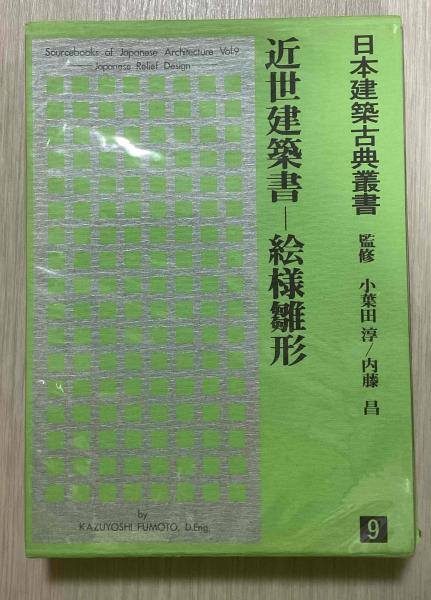 日本建築古典叢書
監修 小葉田 淳/内藤 昌
9
近世建築書―絵様雛形
Sourcebooks of Japanese Architecture Vol.9
Japanese Relief Design
by
KAZUYOSHI FUMOTO, D.Eng.